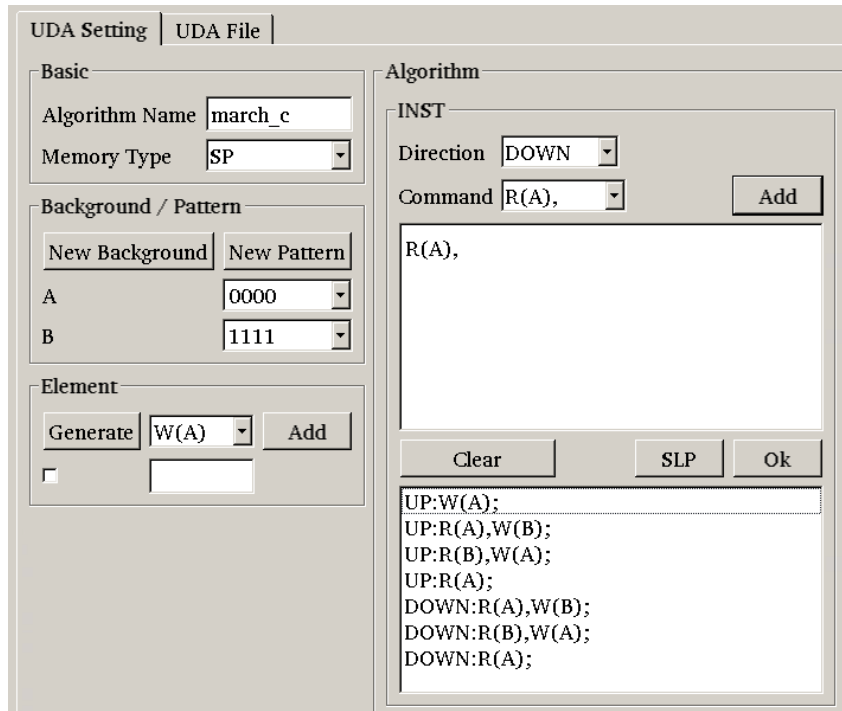 UDA Setting UDA File
Basic
Algorithm Name march_c
Memory Type SP
Background / Pattern
New Background New Pattern
A 0000
B 1111
Element
Generate W(A) Add
Algorithm
INST
Direction DOWN
Command R(A), Add
R(A),
Clear SLP Ok
UP:W(A);
UP:R(A),W(B);
UP:R(B),W(A);
UP:R(A);
DOWN:R(A),W(B);
DOWN:R(B),W(A);
DOWN:R(A);